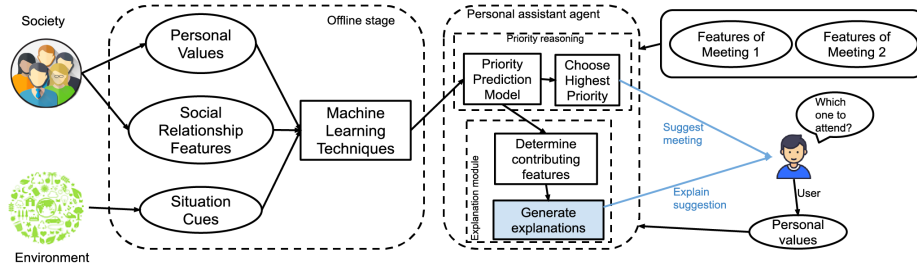 Society
Offline stage
Personal
Values
Social
Relationship
Features
Situation
Cues
Environment
Machine
Learning
Techniques
Personal assistant agent
Priority reasoning
Priority
Prediction
Model
Choose
Highest
Priority
Explanation module
Determine
contributing
features
Generate
explanations
Features of
Meeting 1
Features of
Meeting 2
Suggest
meeting
Explain
suggestion
Which
one to
attend?
User
Personal
values